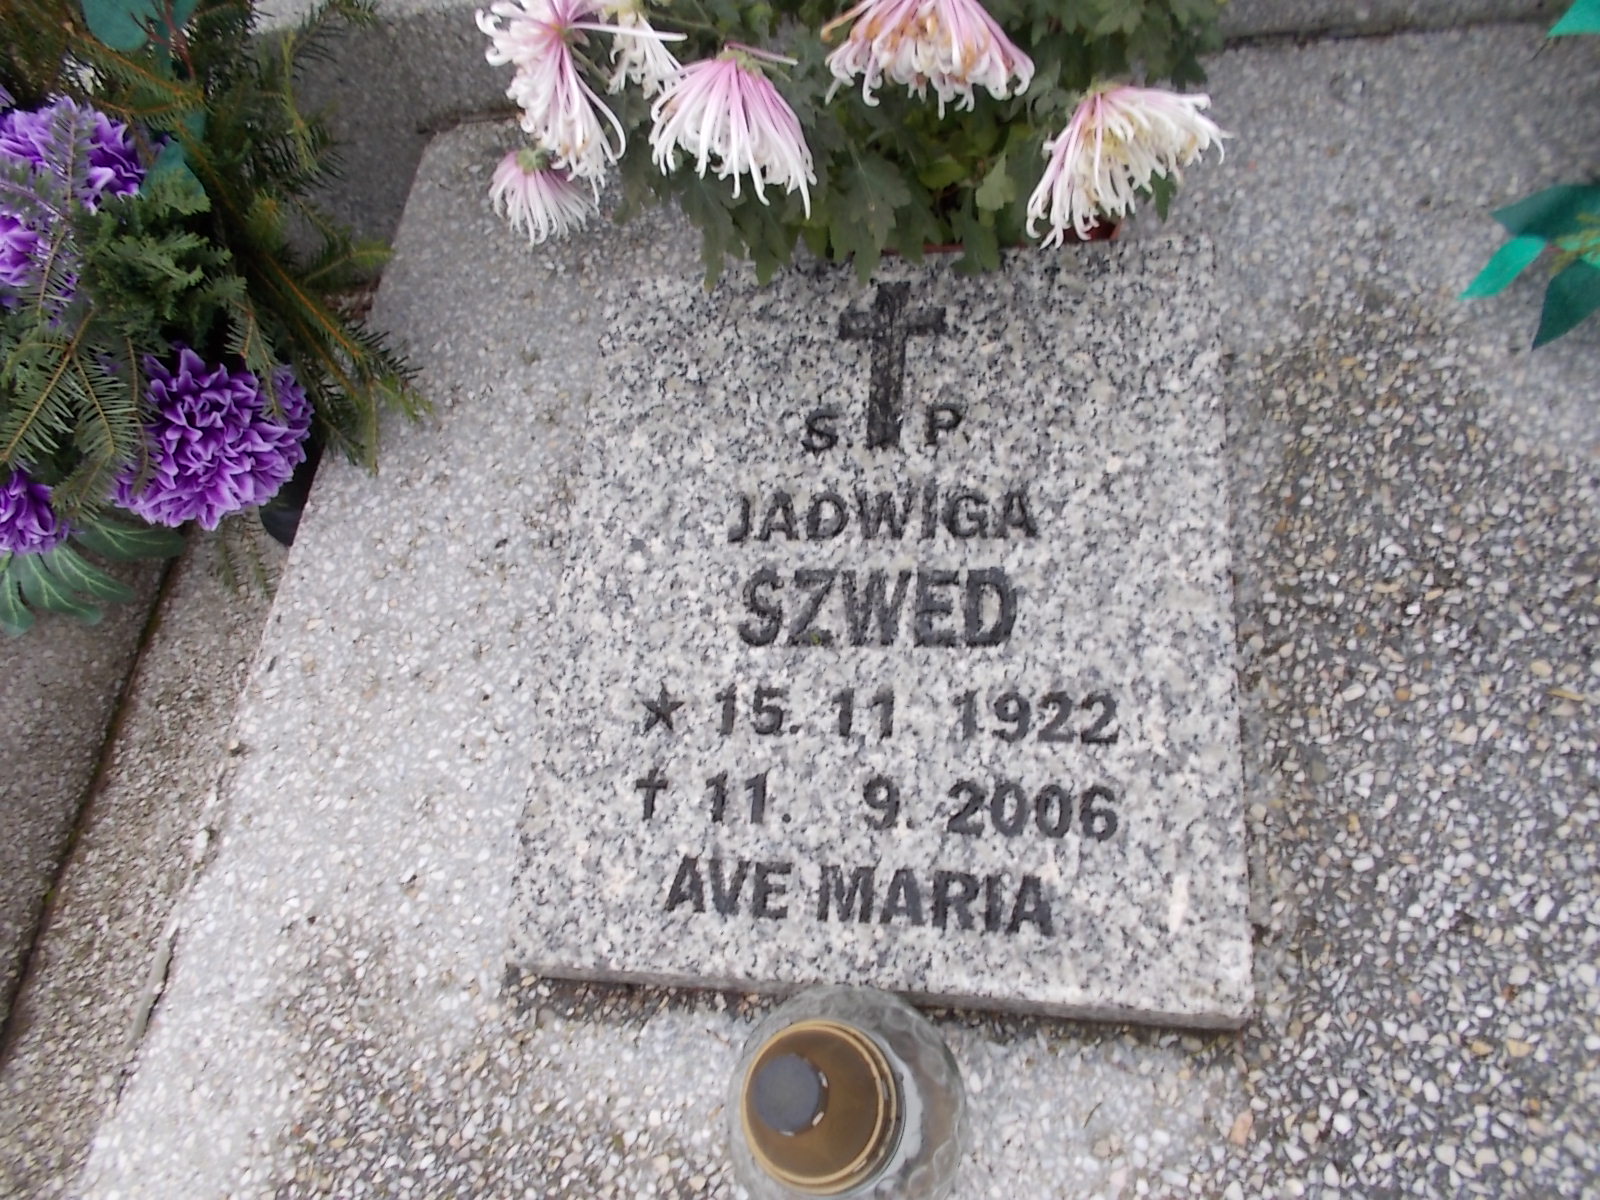 S P
JADWIGA
SZWED
★ 15. 11 1922
✝ 11. 9. 2006
AVE MARIA